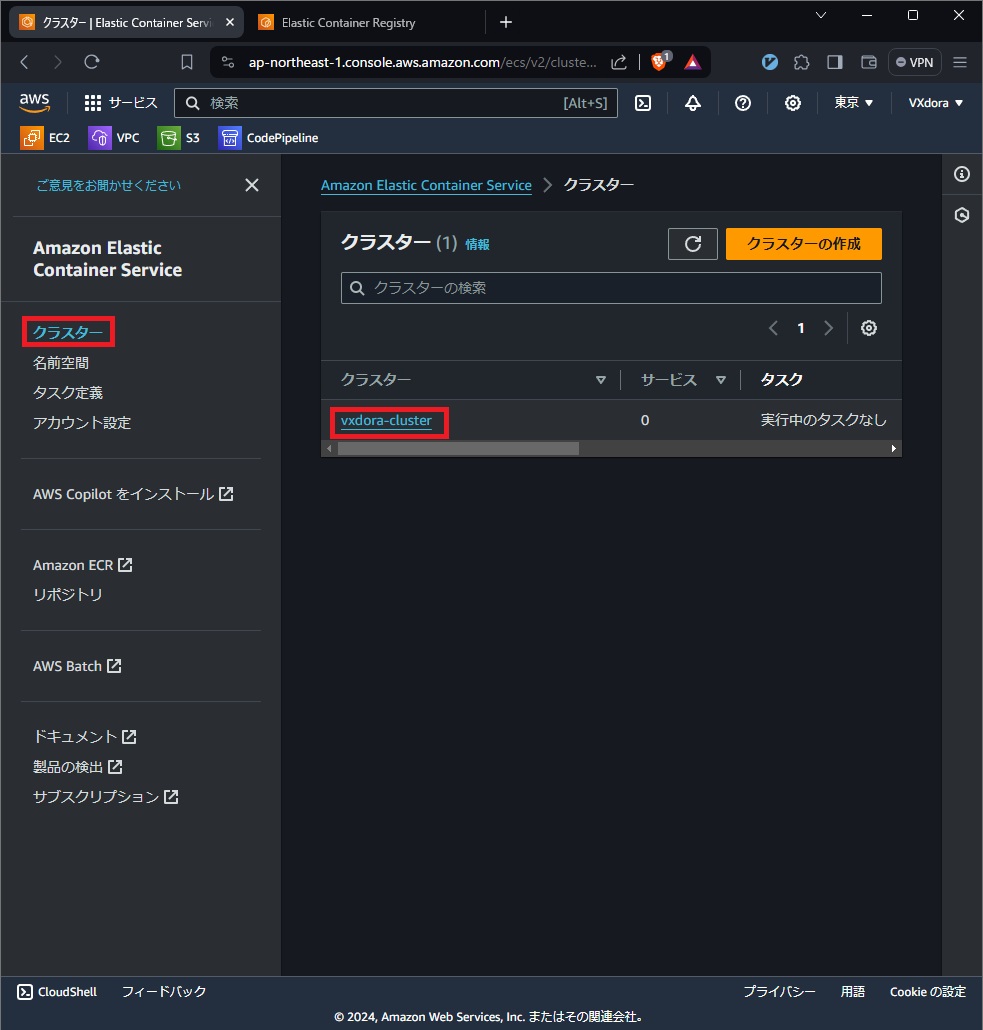 クラスター | Elastic Container Servi
Elastic Container Registry
ap-northeast-1.console.aws.amazon.com/ecs/v2/cluste...
1
VPN
aws
サービス
検索
[Alt+S]
東京
VXdora
EC2
VPC
S3
CodePipeline
ご意見をお聞かせください
Amazon Elastic
Container Service
クラスター
名前空間
タスク定義
アカウント設定
AWS Copilot をインストール
Amazon ECR
リポジトリ
AWS Batch
ドキュメント
製品の検出
サブスクリプション
Amazon Elastic Container Service
クラスター
クラスター (1) 情報
クラスターの作成
クラスターの検索
1
クラスター
サービス
タスク
vxdora-cluster
0
実行中のタスクなし
CloudShell
フィードバック
プライバシー
用語
Cookie の設定
© 2024, Amazon Web Services, Inc. またはその関連会社。